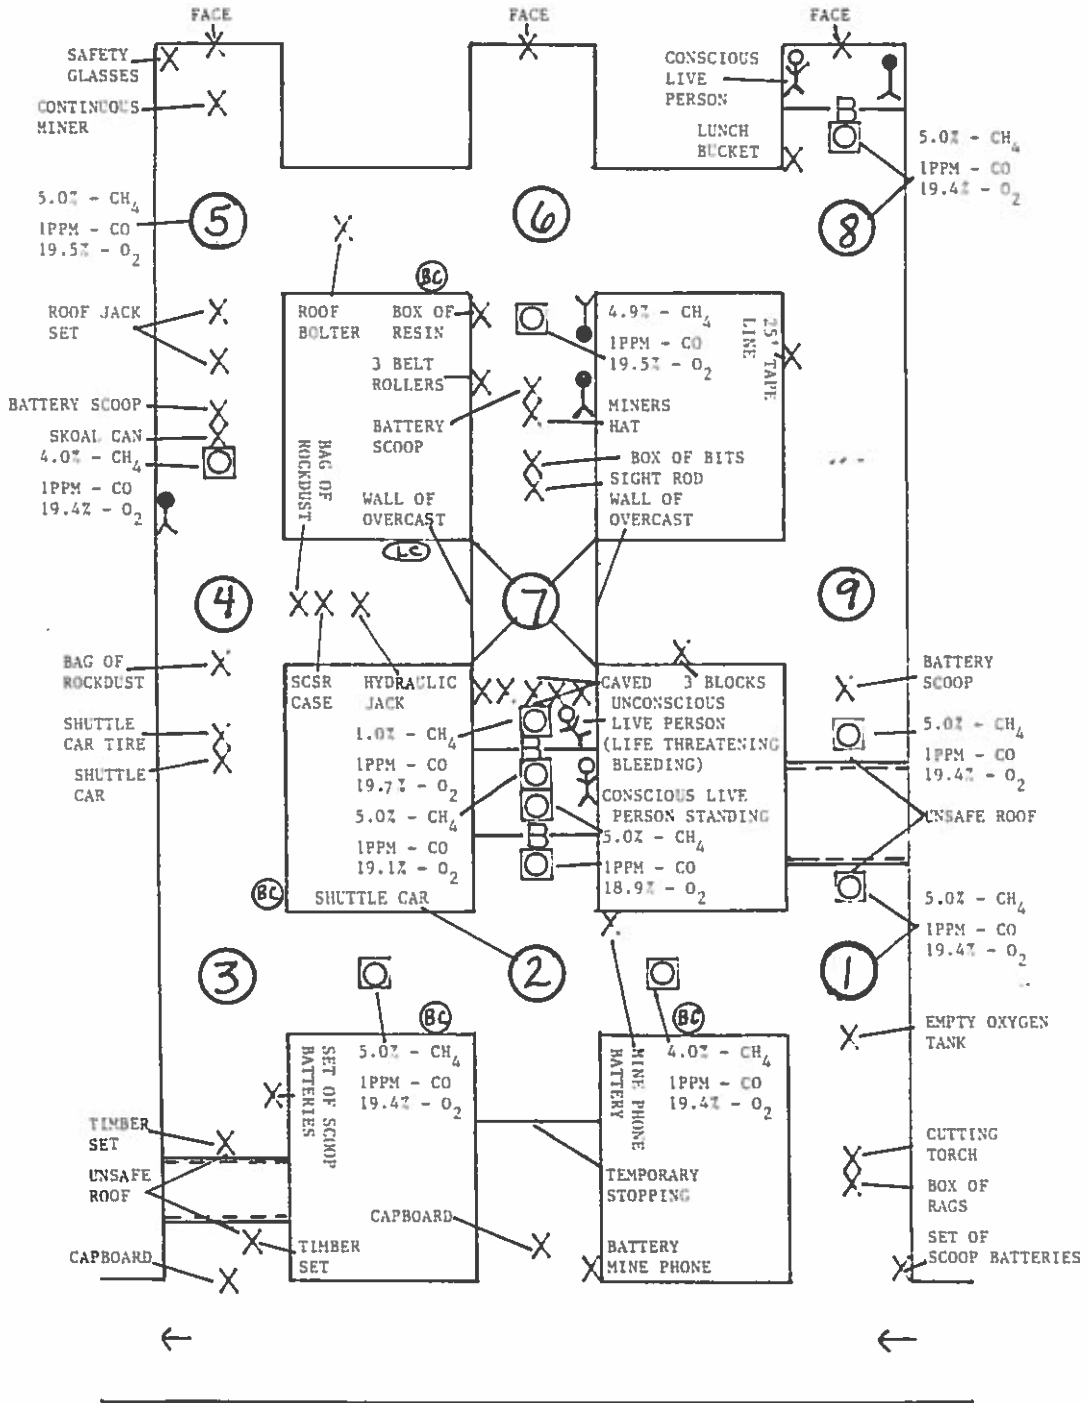 FACE
FACE
FACE
SAFETY
GLASSES
CONTINUOUS
MINER
CONSCIOUS
LIVE
PERSON
B
LUNCH
BUCKET
5.0% - CH4
1PPM - CO
19.4% - O2
5.0% - CH4
1PPM - CO
19.5% - O2
5
6
8
BC
ROOF JACK
SET
ROOF
BOLTER
BOX OF
RESIN
3 BELT
ROLLERS
4.9% - CH4
1PPM - CO
19.5% - O2
25' TAPE
LINE
BATTERY SCOOP
SKOAL CAN
4.0% - CH4
1PPM - CO
19.4% - O2
BATTERY
SCOOP
MINERS
HAT
BAG OF
ROCKDUST
BOX OF BITS
SIGHT ROD
WALL OF
OVERCAST
WALL OF
OVERCAST
LC
4
7
9
BAG OF
ROCKDUST
SCSR
CASE
HYDRAULIC
JACK
CAVED
3 BLOCKS
UNCONSCIOUS
LIVE PERSON
(LIFE THREATENING
BLEEDING)
BATTERY
SCOOP
SHUTTLE
CAR TIRE
SHUTTLE
CAR
1.0% - CH4
1PPM - CO
19.7% - O2
B
5.0% - CH4
1PPM - CO
19.4% - O2
5.0% - CH4
1PPM - CO
19.1% - O2
CONSCIOUS LIVE
PERSON STANDING
5.0% - CH4
1PPM - CO
18.9% - O2
B
UNSAFE ROOF
BC
SHUTTLE CAR
5.0% - CH4
1PPM - CO
19.4% - O2
3
2
1
BC
BC
SET OF SCOOP
BATTERIES
5.0% - CH4
1PPM - CO
19.4% - O2
MINE PHONE
BATTERY
4.0% - CH4
1PPM - CO
19.4% - O2
EMPTY OXYGEN
TANK
TIMBER
SET
UNSAFE
ROOF
TEMPORARY
STOPPING
CUTTING
TORCH
BOX OF
RAGS
CAPBOARD
TIMBER
SET
CAPBOARD
BATTERY
MINE PHONE
SET OF
SCOOP BATTERIES